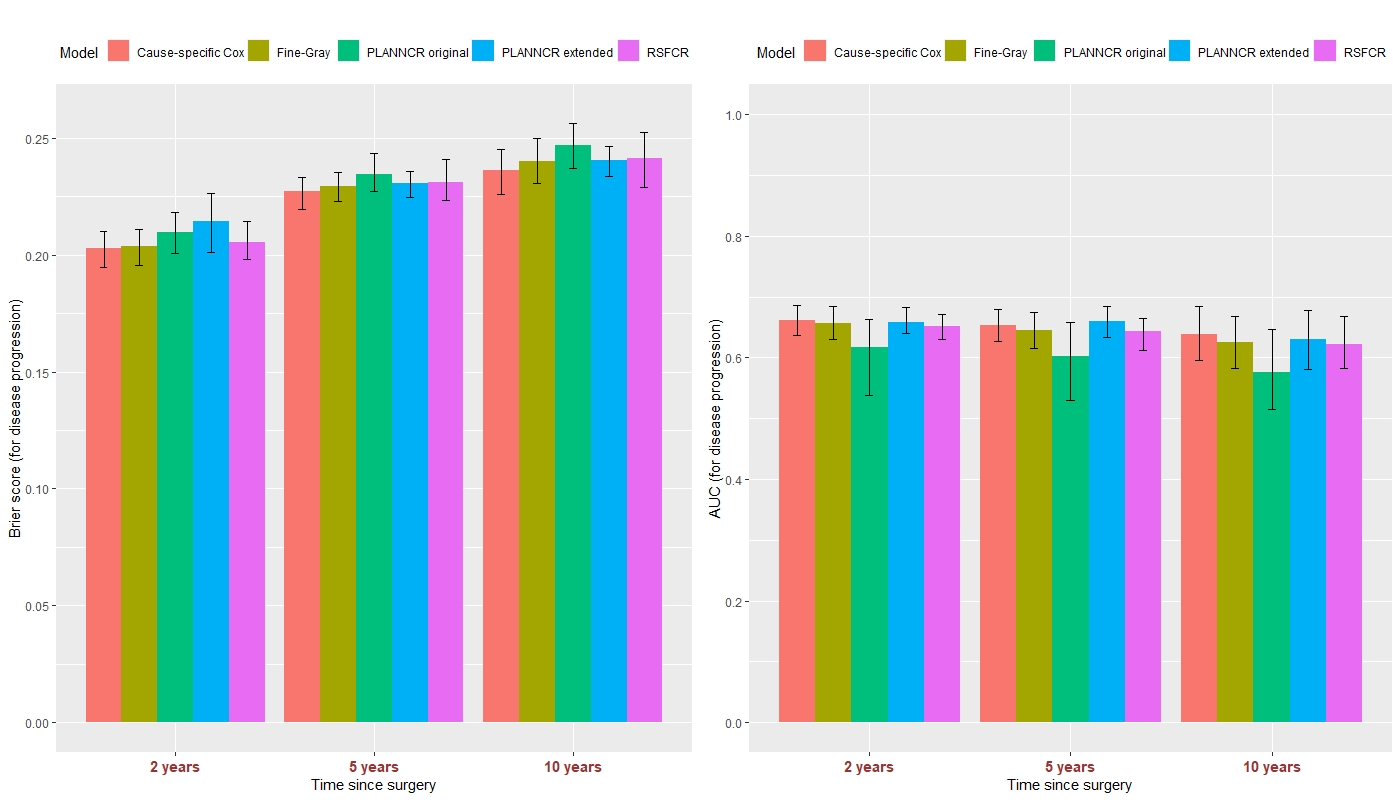 Model Cause-specific Cox Fine-Gray PLANNCR original PLANNCR extended RSFCR
Brier score (for disease progression)
0.25
0.20
0.15
0.10
0.05
0.00
2 years 5 years 10 years
Time since surgery
Model Cause-specific Cox Fine-Gray PLANNCR original PLANNCR extended RSFCR
AUC (for disease progression)
1.0
0.8
0.6
0.4
0.2
0.0
2 years 5 years 10 years
Time since surgery